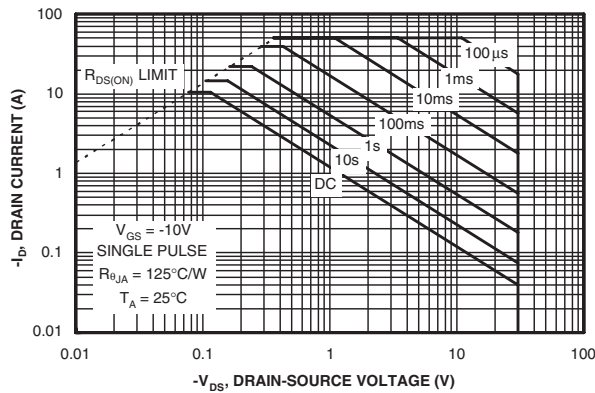 100
10
1
0.1
0.01
-I_D, DRAIN CURRENT (A)
R_DS(ON) LIMIT
100µs
1ms
10ms
100ms
1s
10s
DC
V_GS = -10V
SINGLE PULSE
R_θJA = 125°C/W
T_A = 25°C
0.01
0.1
1
10
100
-V_DS, DRAIN-SOURCE VOLTAGE (V)